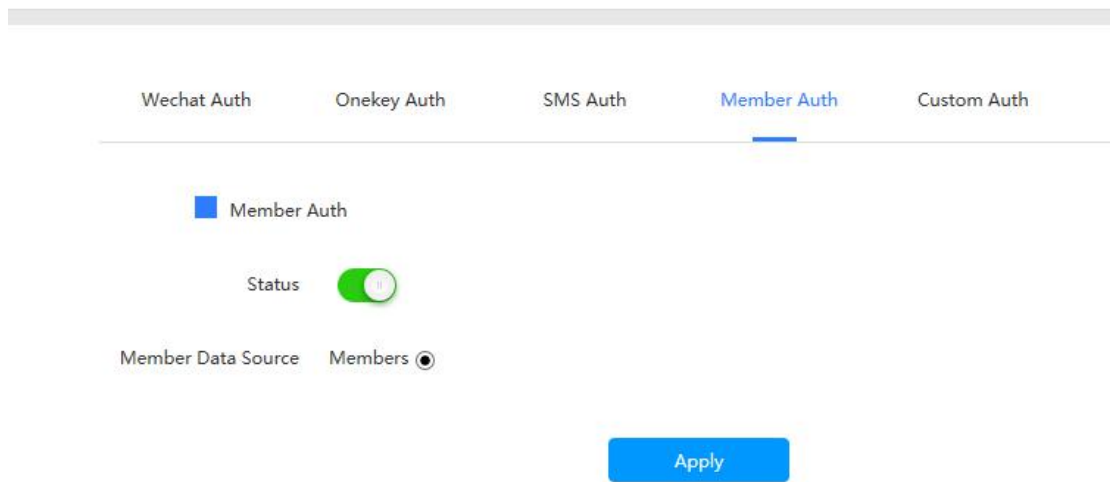 Wechat Auth Onekey Auth SMS Auth Member Auth Custom Auth
Member Auth
Status
Member Data Source Members
Apply